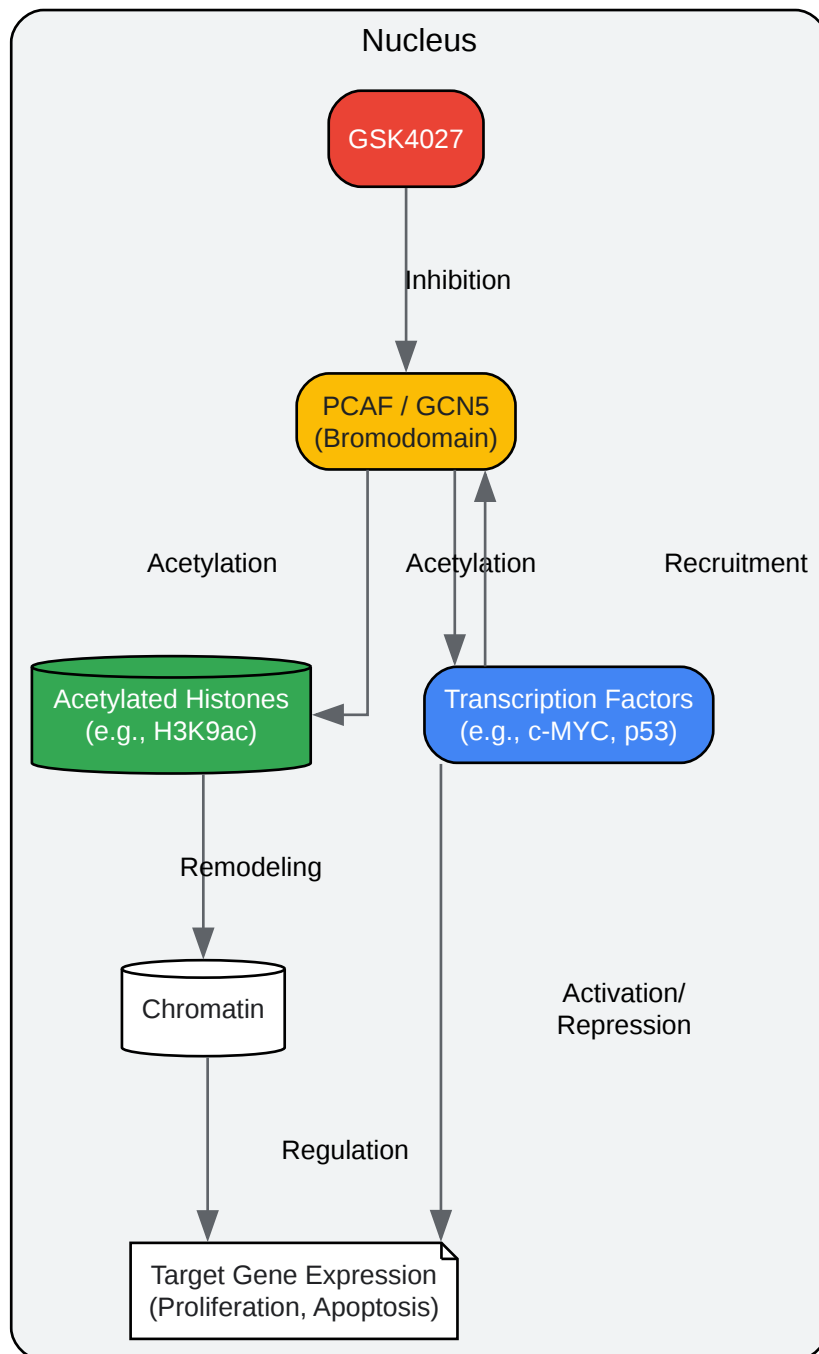 Nucleus
GSK4027
Inhibition
PCAF / GCN5
(Bromodomain)
Acetylation
Acetylation
Recruitment
Acetylated Histones
(e.g., H3K9ac)
Transcription Factors
(e.g., c-MYC, p53)
Remodeling
Chromatin
Activation/
Repression
Regulation
Target Gene Expression
(Proliferation, Apoptosis)